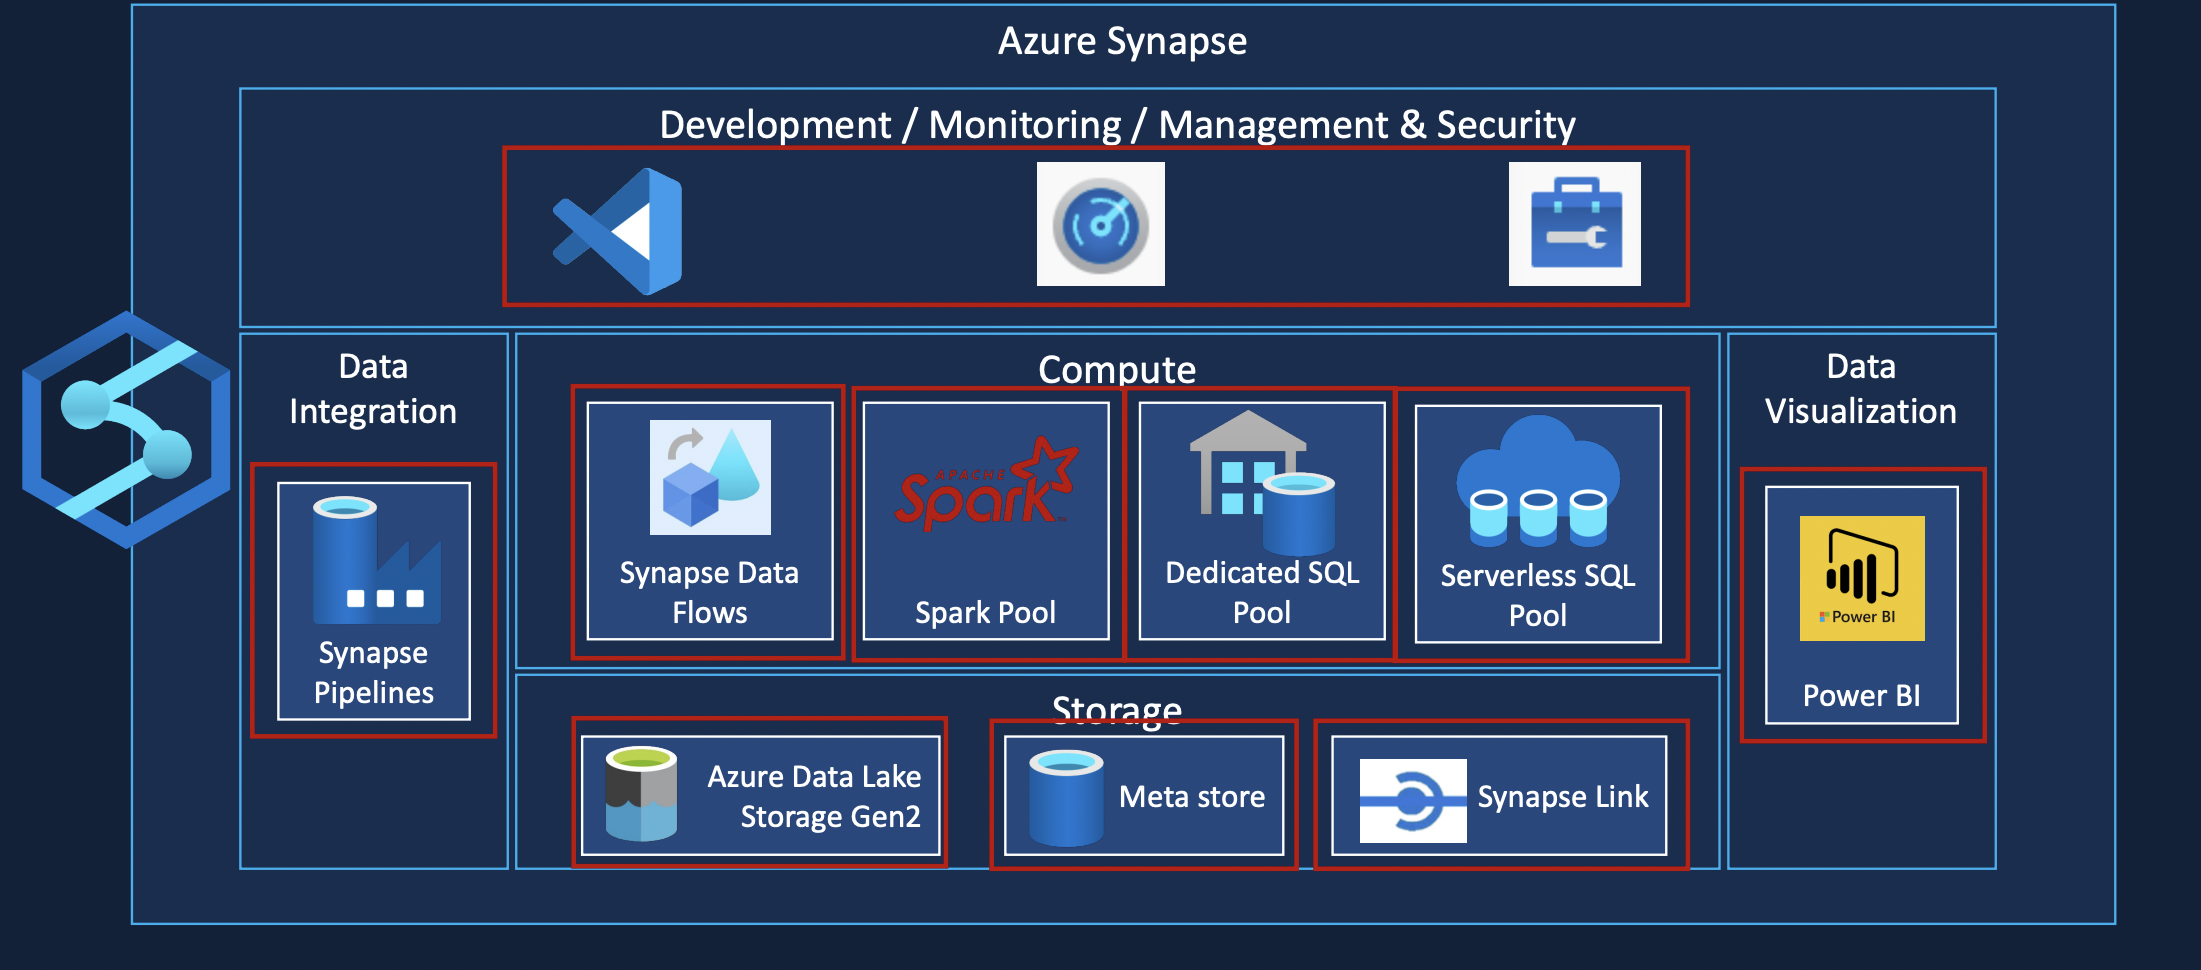 Azure Synapse
Development / Monitoring / Management & Security
Data
Integration
Synapse
Pipelines
Compute
Synapse Data
Flows
APACHE
Spark
Spark Pool
Dedicated SQL
Pool
Serverless SQL
Pool
Storage
Azure Data Lake
Storage Gen2
Meta store
Synapse Link
Data
Visualization
Power BI
Power BI